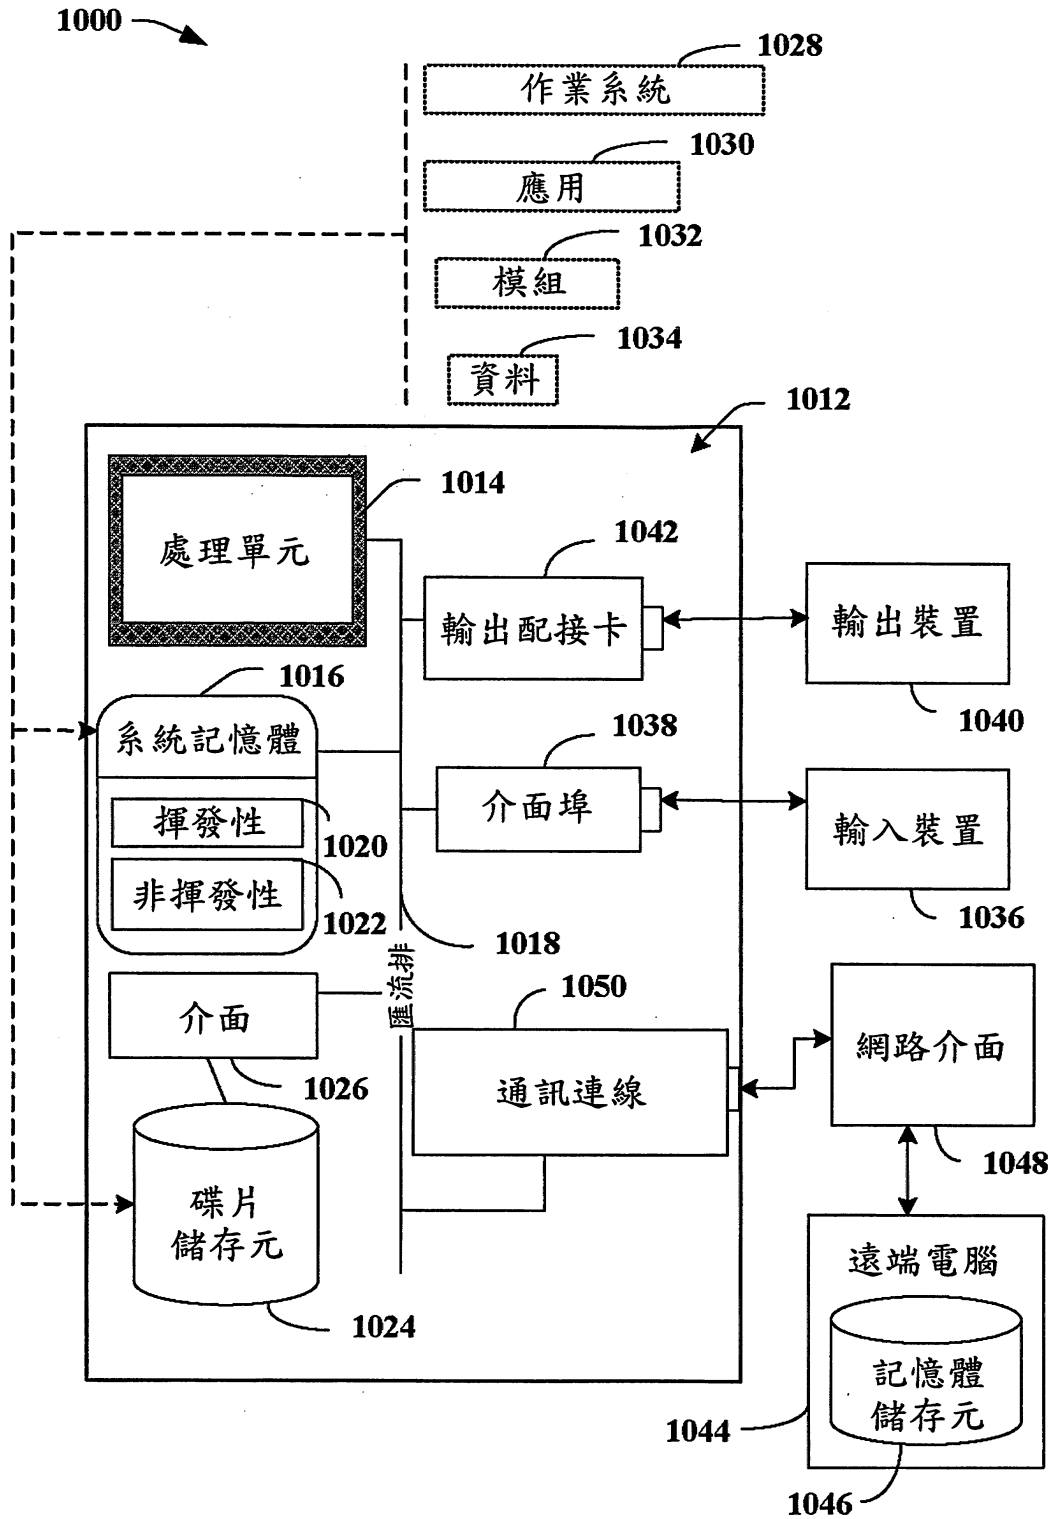 1000
1028
作業系統
1030
應用
1032
模組
1034
資料
1012
1014
處理單元
1042
輸出配接卡
輸出裝置
1040
1016
系統記憶體
揮發性
1020
非揮發性
1022
1038
介面埠
輸入裝置
1036
1018
匯流排
介面
1026
1050
通訊連線
網路介面
1048
碟片
儲存元
1024
遠端電腦
記憶體
儲存元
1044
1046